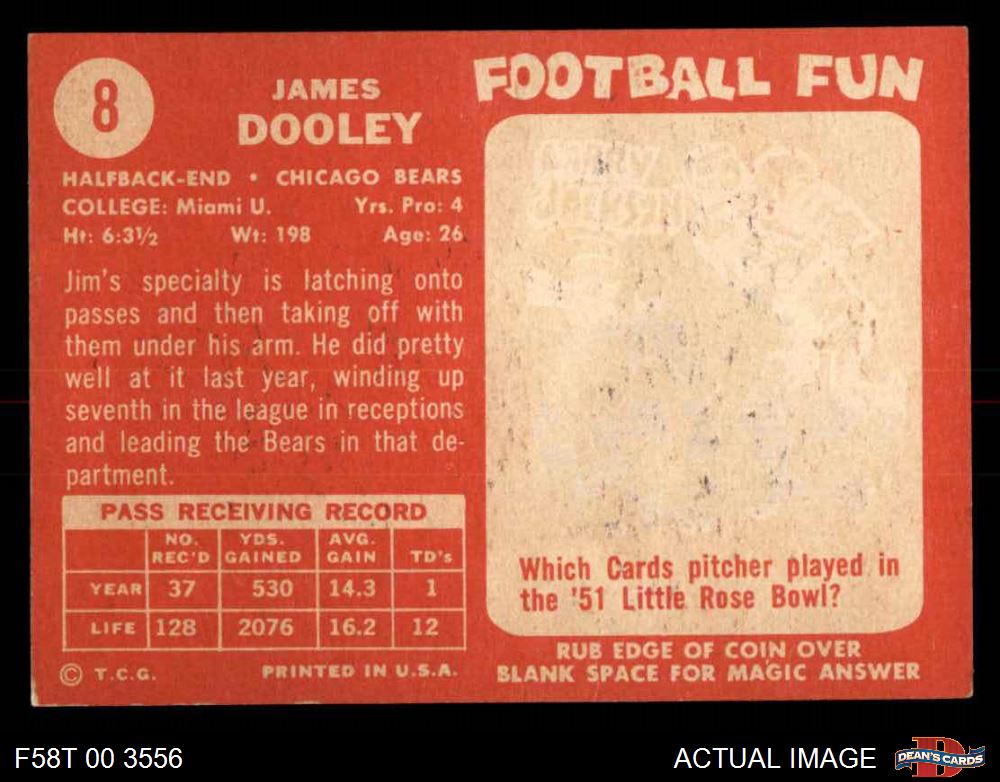 8
JAMES
DOOLEY
HALFBACK-END • CHICAGO BEARS
COLLEGE: Miami U. Yrs. Pro: 4
Ht: 6:3½ Wt: 198 Age: 26
Jim's specialty is latching onto
passes and then taking off with
them under his arm. He did pretty
well at it last year, winding up
seventh in the league in receptions
and leading the Bears in that de-
partment.
PASS RECEIVING RECORD
NO. REC'D YDS. GAINED AVG. GAIN TD's
YEAR 37 530 14.3 1
LIFE 128 2076 16.2 12
© T.C.G. PRINTED IN U.S.A.
FOOTBALL FUN
Which Cards pitcher played in
the '51 Little Rose Bowl?
RUB EDGE OF COIN OVER
BLANK SPACE FOR MAGIC ANSWER
F58T 00 3556
ACTUAL IMAGE
D
DEAN'S CARDS